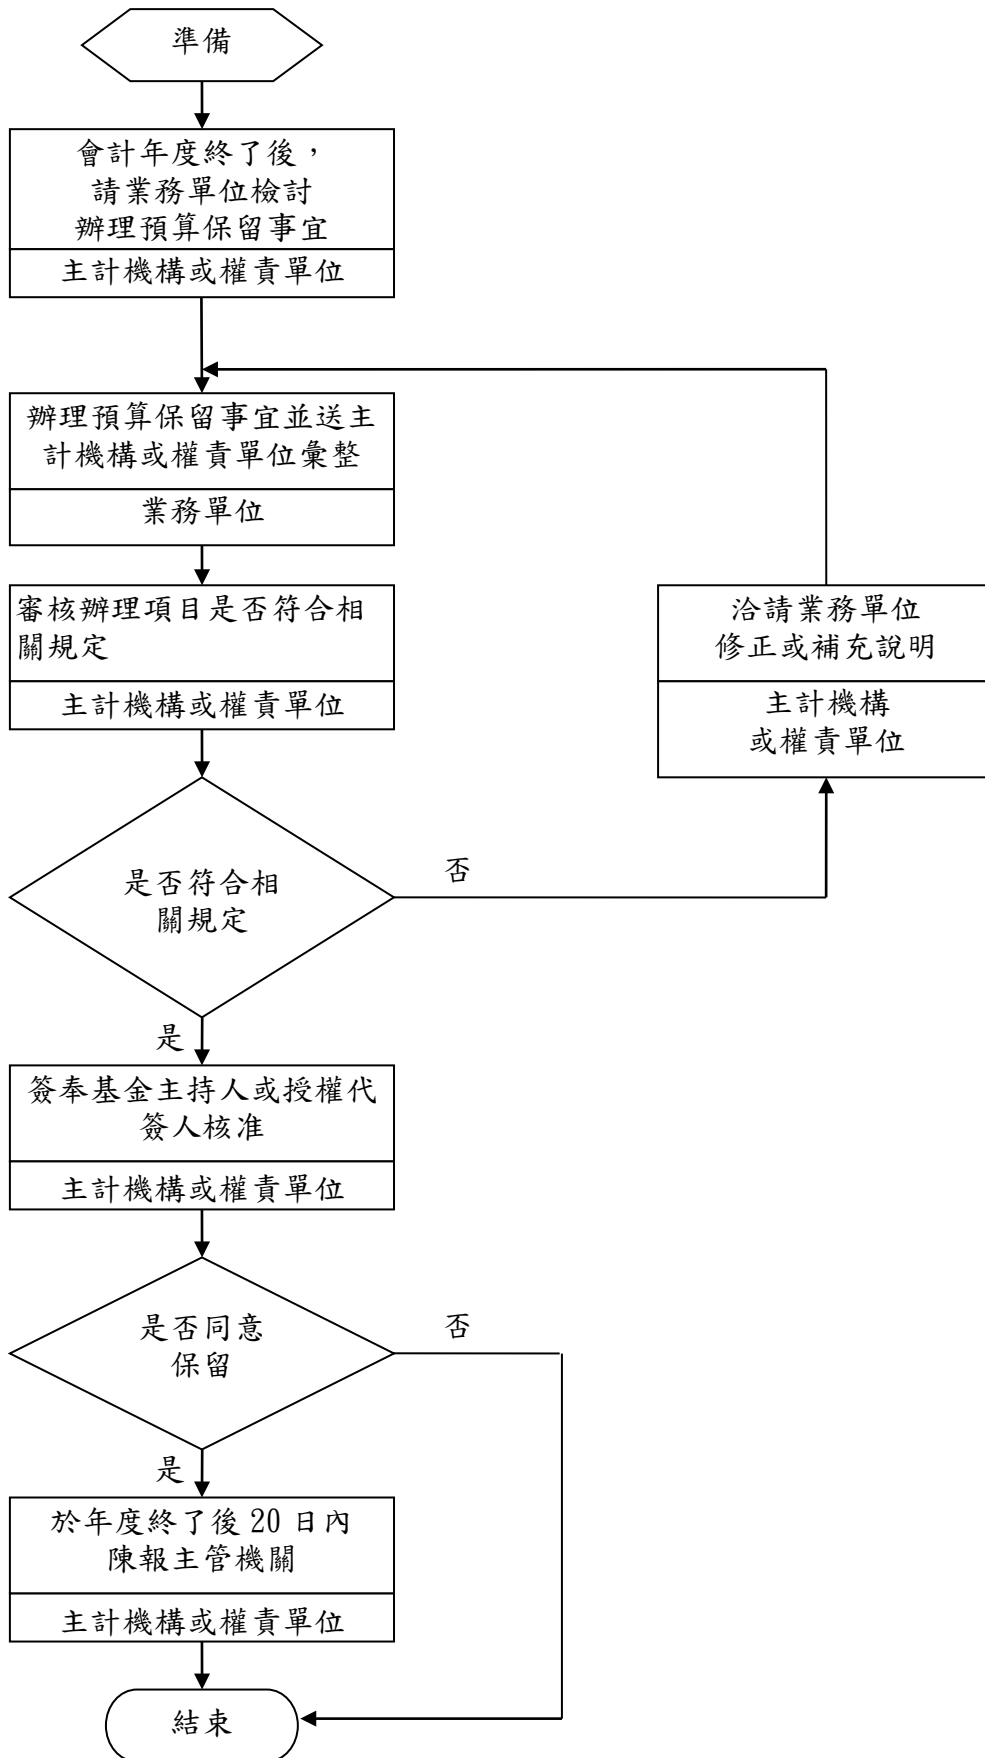 準備
會計年度終了後，
請業務單位檢討
辦理預算保留事宜
主計機構或權責單位
辦理預算保留事宜並送主
計機構或權責單位彙整
業務單位
審核辦理項目是否符合相
關規定
主計機構或權責單位
洽請業務單位
修正或補充說明
主計機構
或權責單位
是否符合相
關規定
否
是
簽奉基金主持人或授權代
簽人核准
主計機構或權責單位
是否同意
保留
否
是
於年度終了後 20 日內
陳報主管機關
主計機構或權責單位
結束